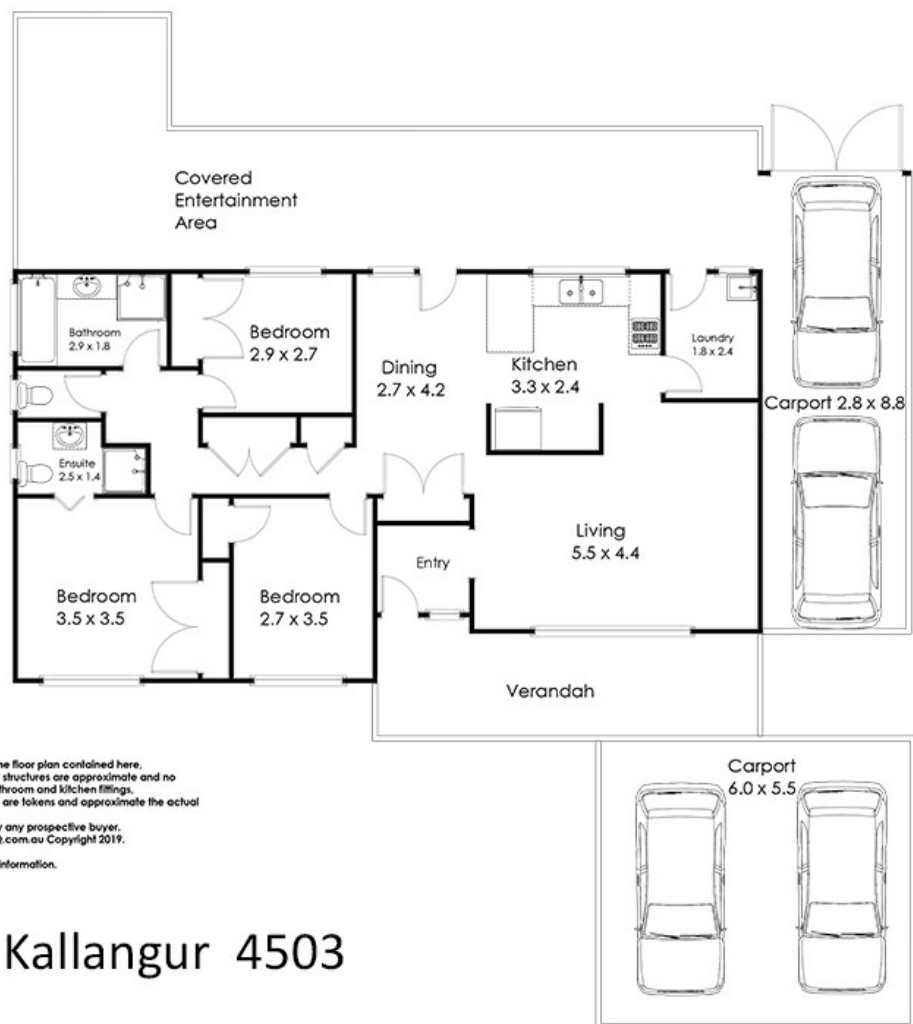 Covered
Entertainment
Area
Bathroom
2.9 x 1.8
Bedroom
2.9 x 2.7
Dining
2.7 x 4.2
Kitchen
3.3 x 2.4
Laundry
1.8 x 2.4
Carport 2.8 x 8.8
Ensuite
2.5 x 1.4
Living
5.5 x 4.4
Entry
Bedroom
3.5 x 3.5
Bedroom
2.7 x 3.5
Verandah
Carport
6.0 x 5.5
floor plan contained here,
structures are approximate and no
and kitchen fittings,
are tokens and approximate the actual
any prospective buyer.
.com.au Copyright 2019.
information.
Kallangur 4503